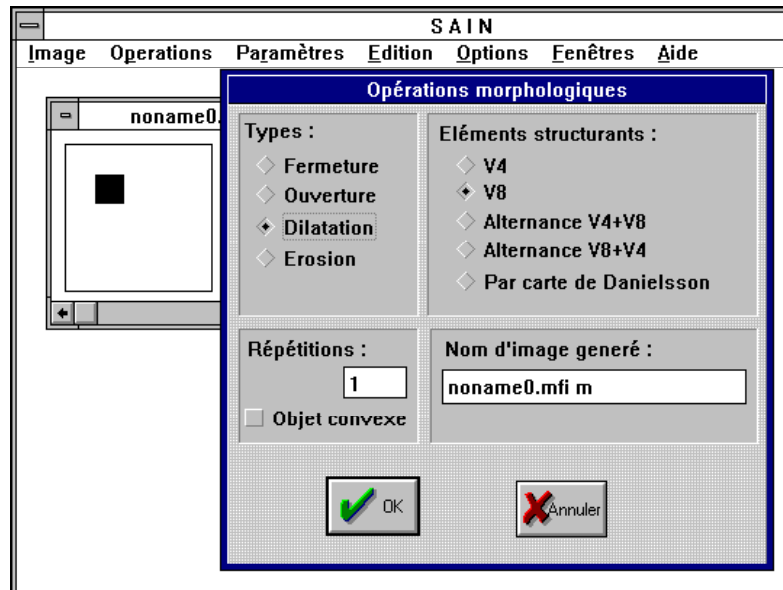 SAIN
Image Operations Paramètres Edition Options Fenêtres Aide
noname0.
Opérations morphologiques
Types :
Fermeture
Ouverture
Dilatation
Erosion
Eléments structurants :
V4
V8
Alternance V4+V8
Alternance V8+V4
Par carte de Danielsson
Répétitions :
1
Objet convexe
Nom d'image generé :
noname0.mfi m
OK
Annuler